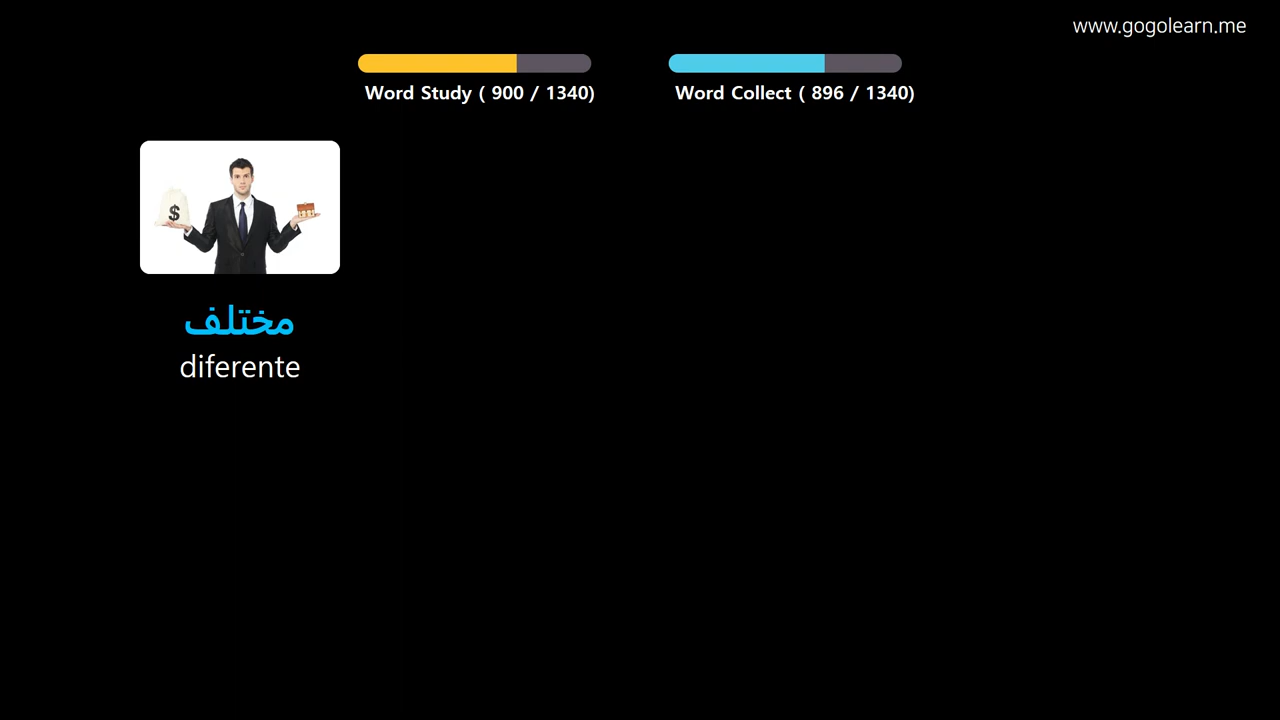 www.gogolearn.me
Word Study ( 900 / 1340)
Word Collect ( 896 / 1340)
$
مختلف
diferente